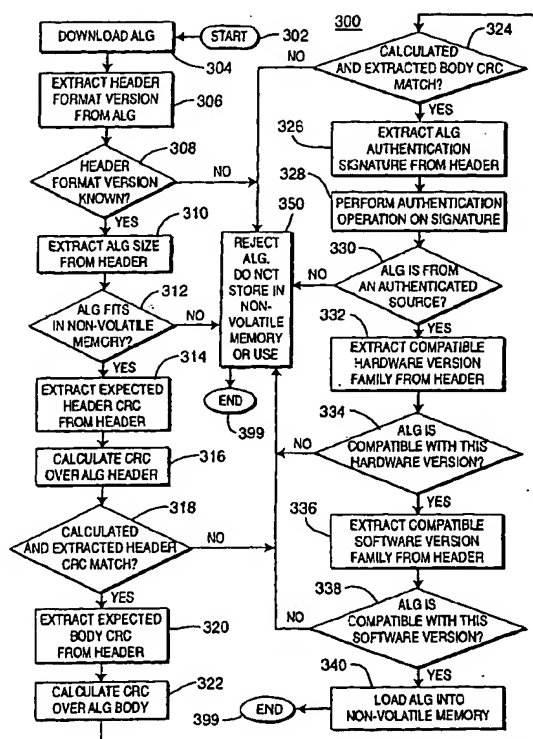 START
302
DOWNLOAD ALG
304
EXTRACT HEADER
FORMAT VERSION
FROM ALG
306
308
HEADER
FORMAT VERSION
KNOWN?
NO
YES
310
EXTRACT ALG SIZE
FROM HEADER
312
ALG FITS
IN NON-VOLATILE
MEMORY?
NO
YES
314
EXTRACT EXPECTED
HEADER CRC
FROM HEADER
CALCULATE CRC
OVER ALG HEADER
316
318
CALCULATED
AND EXTRACTED HEADER
CRC MATCH?
NO
YES
EXTRACT EXPECTED
BODY CRC
FROM HEADER
320
CALCULATE CRC
OVER ALG BODY
322
300
324
CALCULATED
AND EXTRACTED BODY CRC
MATCH?
NO
YES
326
EXTRACT ALG
AUTHENTICATION
SIGNATURE FROM HEADER
328
PERFORM AUTHENTICATION
OPERATION ON SIGNATURE
330
ALG IS FROM
AN AUTHENTICATED
SOURCE?
NO
YES
332
EXTRACT COMPATIBLE
HARDWARE VERSION
FAMILY FROM HEADER
334
ALG IS
COMPATIBLE WITH THIS
HARDWARE VERSION?
NO
YES
336
EXTRACT COMPATIBLE
SOFTWARE VERSION
FAMILY FROM HEADER
338
ALG IS
COMPATIBLE WITH THIS
SOFTWARE VERSION?
NO
YES
340
LOAD ALG INTO
NON-VOLATILE MEMORY
END
399
350
REJECT
ALG.
DO NOT
STORE IN
NON-
VOLATILE
MEMORY
OR USE
END
399